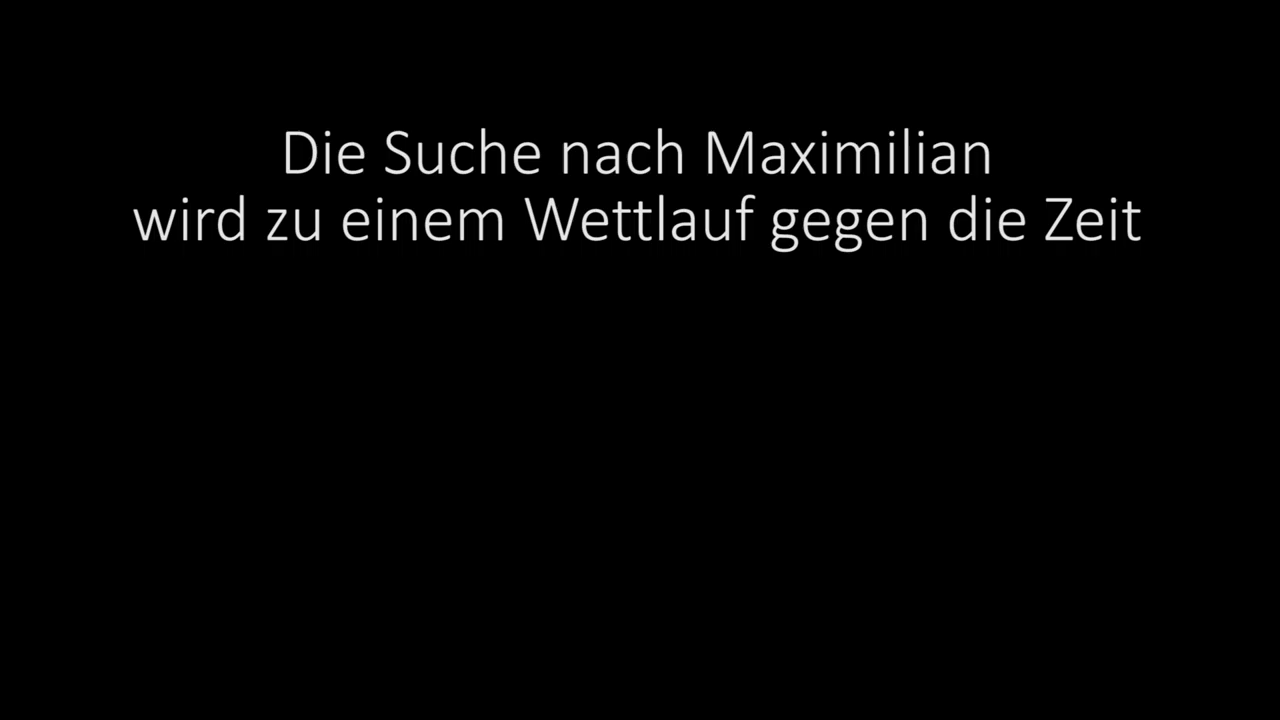 Die Suche nach Maximilian
wird zu einem Wettlauf gegen die Zeit